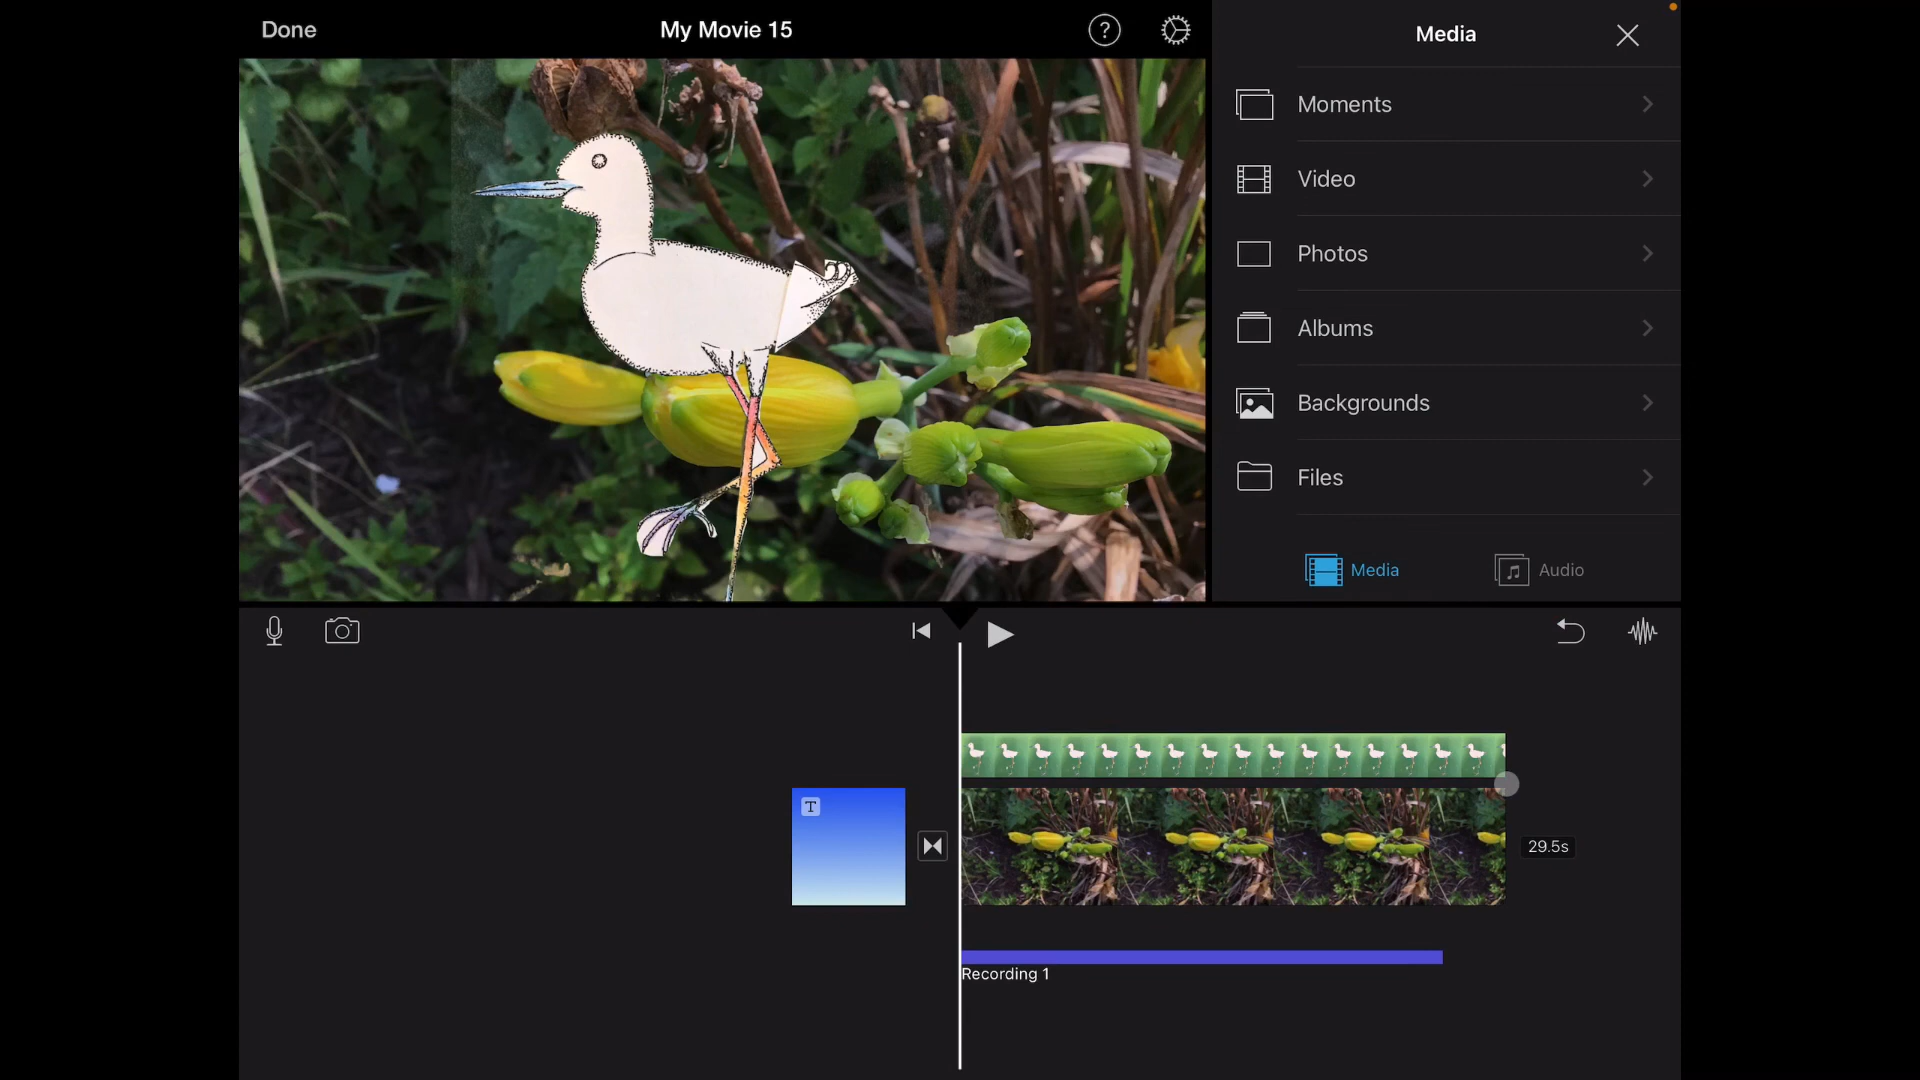 Done
My Movie 15
?
Media
Moments
Video
Photos
Albums
Backgrounds
Files
Media
Audio
T
29.5s
Recording 1